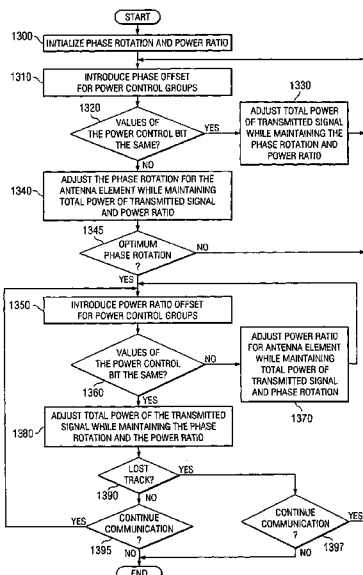 START
1300
INITIALIZE PHASE ROTATION AND POWER RATIO
1310
INTRODUCE PHASE OFFSET
FOR POWER CONTROL GROUPS
1320
VALUES OF
THE POWER CONTROL BIT
THE SAME?
YES
1330
ADJUST TOTAL POWER
OF TRANSMITTED SIGNAL
WHILE MAINTAINING THE
PHASE ROTATION AND
POWER RATIO
NO
1340
ADJUST THE PHASE ROTATION FOR THE
ANTENNA ELEMENT WHILE MAINTAINING
TOTAL POWER OF TRANSMITTED SIGNAL
AND POWER RATIO
1345
OPTIMUM
PHASE ROTATION
?
NO
YES
1350
INTRODUCE POWER RATIO OFFSET
FOR POWER CONTROL GROUPS
VALUES OF
THE POWER CONTROL
BIT THE SAME?
1360
NO
ADJUST POWER RATIO
FOR ANTENNA ELEMENT
WHILE MAINTAINING
TOTAL POWER OF
TRANSMITTED SIGNAL
AND PHASE ROTATION
1370
YES
1380
ADJUST TOTAL POWER OF THE TRANSMITTED
SIGNAL WHILE MAINTAINING THE PHASE
ROTATION AND THE POWER RATIO
LOST
TRACK?
1390
YES
NO
YES
CONTINUE
COMMUNICATION
?
1395
NO
CONTINUE
COMMUNICATION
?
YES
1397
NO
END